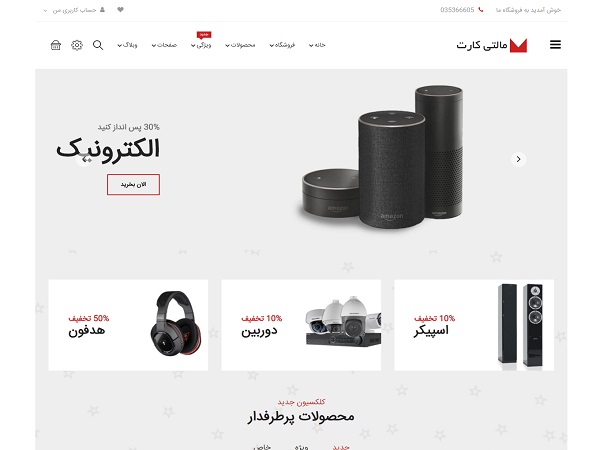 خوش آمدید به فروشگاه ما
035366605
حساب کاربری من
مالتی کارت
خانه
فروشگاه
محصولات
جدید
ویژگی
صفحات
وبلاگ
30% پس انداز کنید
الکترونیک
الان بخرید
amazon
10% تخفیف
اسپیکر
10% تخفیف
دوربین
50% تخفیف
هدفون
کلکسیون جدید
محصولات پرطرفدار
جدید
ویژه
خاص